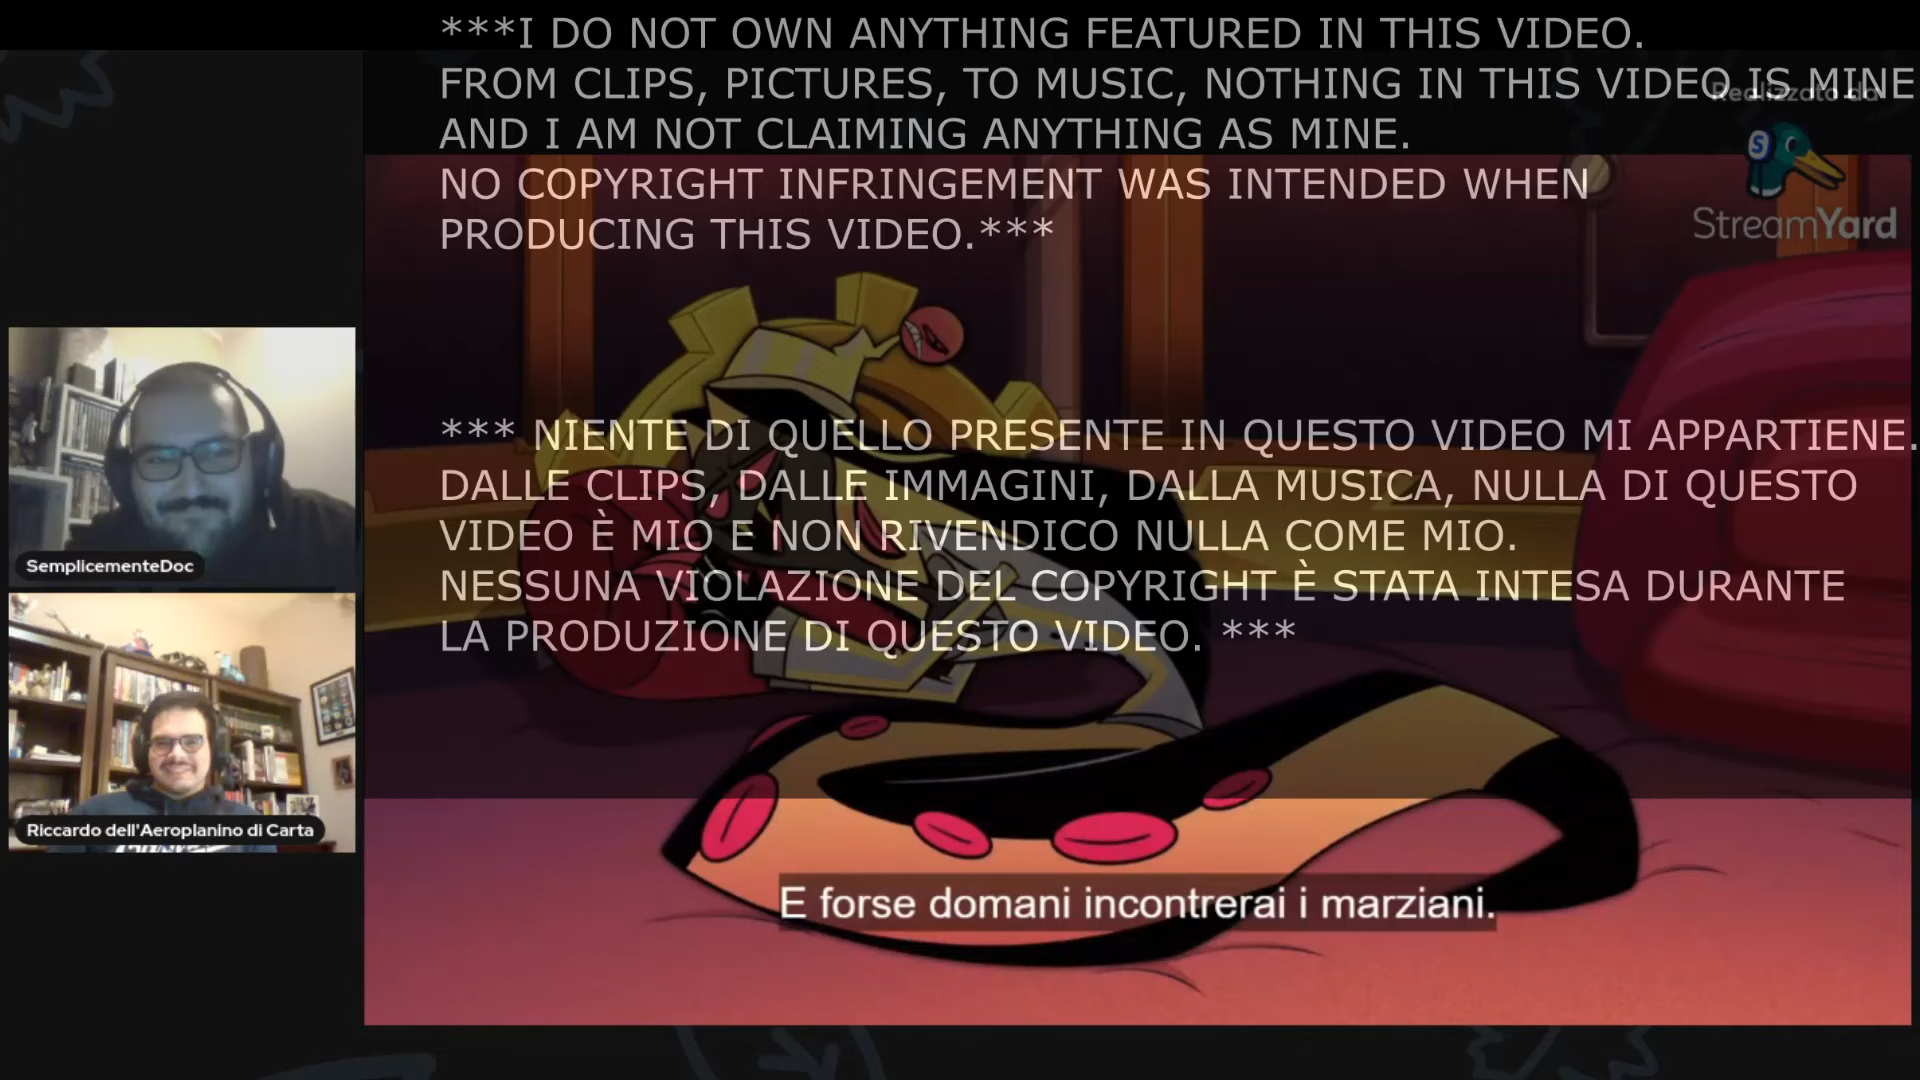 ***I DO NOT OWN ANYTHING FEATURED IN THIS VIDEO.
FROM CLIPS, PICTURES, TO MUSIC, NOTHING IN THIS VIDEO IS MINE
AND I AM NOT CLAIMING ANYTHING AS MINE.
NO COPYRIGHT INFRINGEMENT WAS INTENDED WHEN
PRODUCING THIS VIDEO.***
Realizzato da
S
StreamYard
*** NIENTE DI QUELLO PRESENTE IN QUESTO VIDEO MI APPARTIENE.
DALLE CLIPS, DALLE IMMAGINI, DALLA MUSICA, NULLA DI QUESTO
VIDEO È MIO E NON RIVENDICO NULLA COME MIO.
NESSUNA VIOLAZIONE DEL COPYRIGHT È STATA INTESA DURANTE
LA PRODUZIONE DI QUESTO VIDEO. ***
SemplicementeDoc
Riccardo dell'Aeroplanino di Carta
E forse domani incontrerai i marziani.